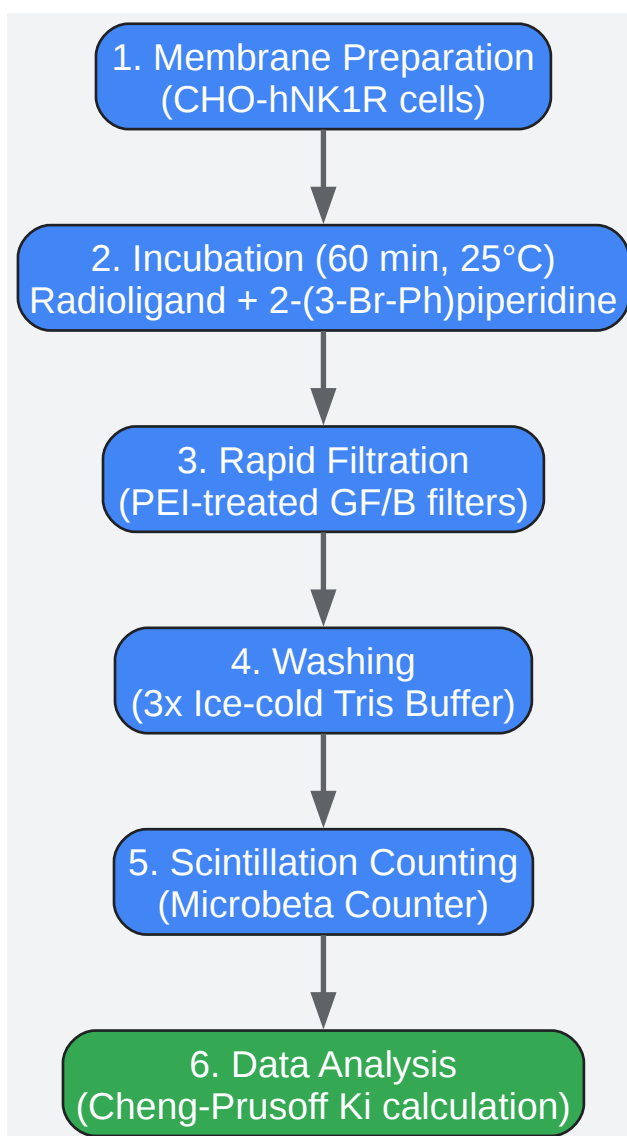 1. Membrane Preparation
(CHO-hNK1R cells)
2. Incubation (60 min, 25°C)
Radioligand + 2-(3-Br-Ph)piperidine
3. Rapid Filtration
(PEI-treated GF/B filters)
4. Washing
(3x Ice-cold Tris Buffer)
5. Scintillation Counting
(Microbeta Counter)
6. Data Analysis
(Cheng-Prusoff Ki calculation)